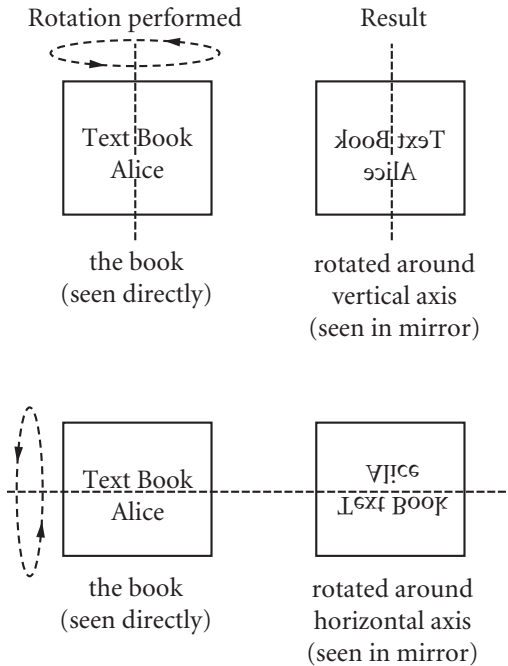 Rotation performed
Result
Text Book
Alice
Text Book
Alice
the book
(seen directly)
rotated around
vertical axis
(seen in mirror)
Text Book
Alice
Alice
Text Book
the book
(seen directly)
rotated around
horizontal axis
(seen in mirror)